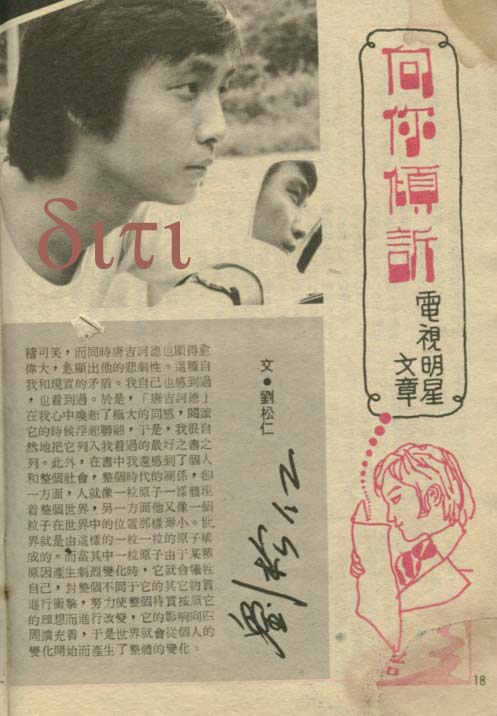 向你傾訴
電視明星
文章
διτι
文●劉松仁
劉松仁
稽可笑，而同時唐吉訶德也顯得愈
偉大，愈顯出他的悲劇性。這種自
我和現實的矛盾。我自己也感到過
，也看到過。於是，「唐吉訶德」
在我心中喚起了極大的同感，閱讀
它的時候浮起聯翩，于是，我很自
然地把它列入我看過的最好之書之
列。此外，在書中我還感到了個人
和整個社會，整個時代的關係，即
一方面，人就像一粒原子一樣體現
着整個世界，另一方面他又像一個
粒子在世界中的位置那樣渺小。世
界就是由這樣的一粒一粒的原子構
成的。而當其中一粒原子由于某種
原因產生劇烈變化時，它就會犧牲
自己，對整個不同于它的其它物質
進行衝擊，努力使整個特質按照它
的理想而進行改變，它的影响向四
周擴充着，于是世界就會從個人的
變化開始而產生了整體的變化。
18